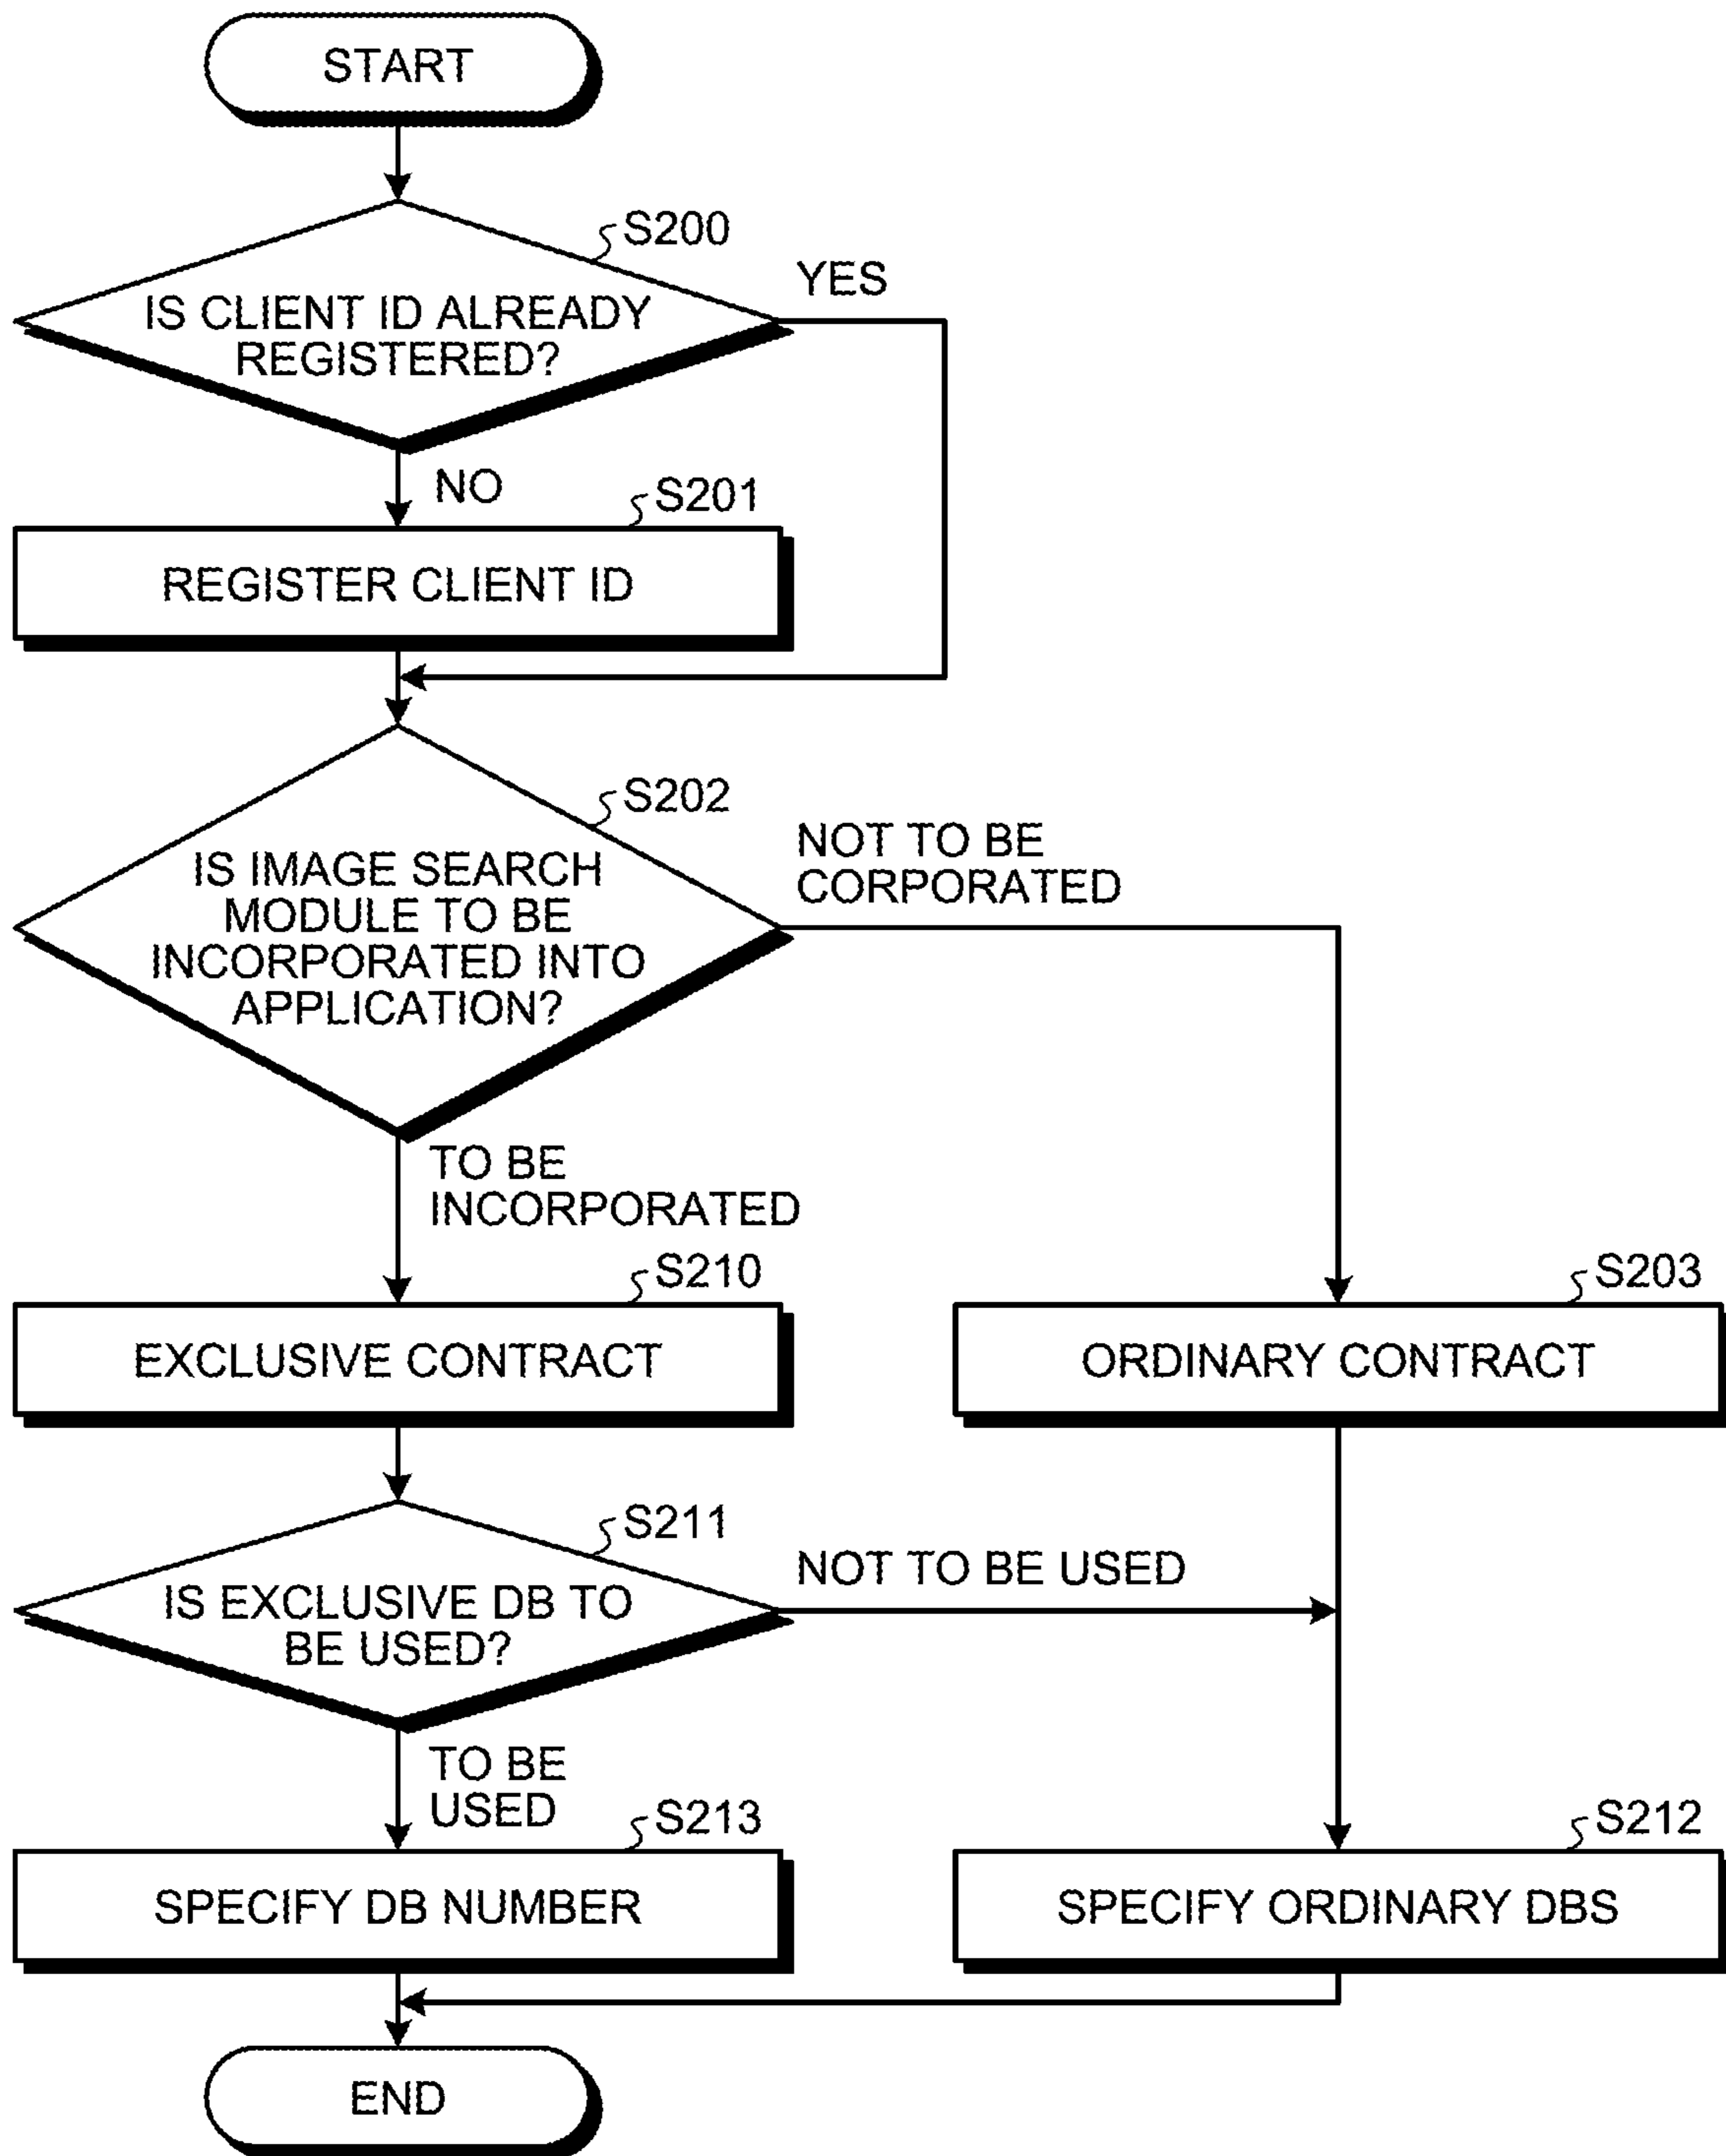 START
S200
YES
IS CLIENT ID ALREADY
REGISTERED?
NO
S201
REGISTER CLIENT ID
S202
NOT TO BE
CORPORATED
IS IMAGE SEARCH
MODULE TO BE
INCORPORATED INTO
APPLICATION?
TO BE
INCORPORATED
S210
EXCLUSIVE CONTRACT
S203
ORDINARY CONTRACT
S211
NOT TO BE USED
IS EXCLUSIVE DB TO
BE USED?
TO BE
USED
S213
SPECIFY DB NUMBER
S212
SPECIFY ORDINARY DBS
END